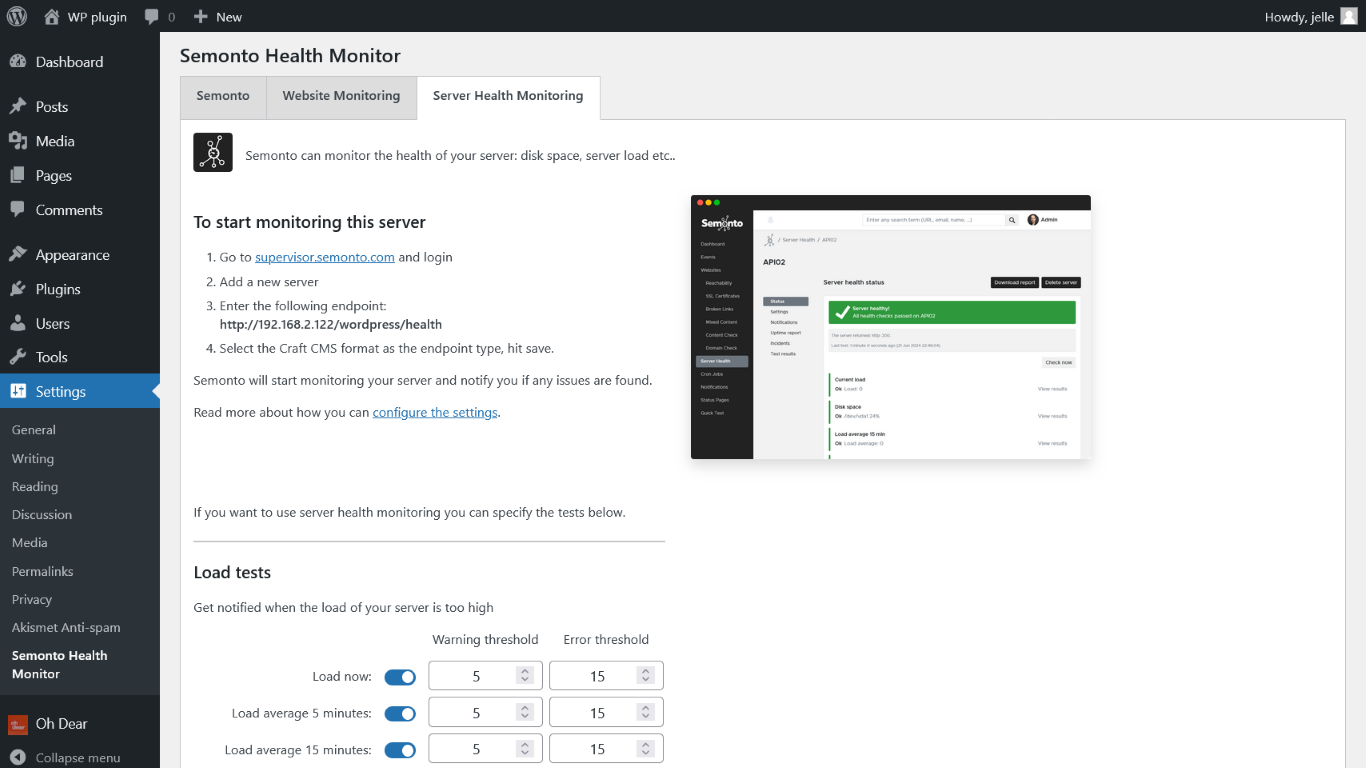 WP plugin
0
New
Howdy, jelle
Dashboard
Posts
Media
Pages
Comments
Appearance
Plugins
Users
Tools
Settings
General
Writing
Reading
Discussion
Media
Permalinks
Privacy
Akismet Anti-spam
Semonto Health
Monitor
Oh Dear
Collapse menu
Semonto Health Monitor
Semonto
Website Monitoring
Server Health Monitoring
Semonto can monitor the health of your server: disk space, server load etc..
To start monitoring this server
1. Go to supervisor.semonto.com and login
2. Add a new server
3. Enter the following endpoint:
http://192.168.2.122/wordpress/health
4. Select the Craft CMS format as the endpoint type, hit save.
Semonto will start monitoring your server and notify you if any issues are found.
Read more about how you can configure the settings.
Semonto
Dashboard
Events
Websites
Reachability
SSL Certificates
Broken Links
Mixed Content
Content Check
Domain Check
Server Health
Cron Jobs
Notifications
Status Pages
Quick Test
Enter any search term (URL, email, name, ...)
Admin
/ Server Health / API02
API02
Server health status
Download report
Delete server
Status
Settings
Notifications
Uptime report
Incidents
Test results
Server healthy!
All health checks passed on API02
The server returned http: 200.
Check now
Current load
Ok Load: 0
View results
Disk space
Ok /dev/vda1 24%
View results
Load average 15 min
Ok Load average: 0
View results
If you want to use server health monitoring you can specify the tests below.
Load tests
Get notified when the load of your server is too high
Warning threshold
Error threshold
Load now:
5
15
Load average 5 minutes:
5
15
Load average 15 minutes:
5
15